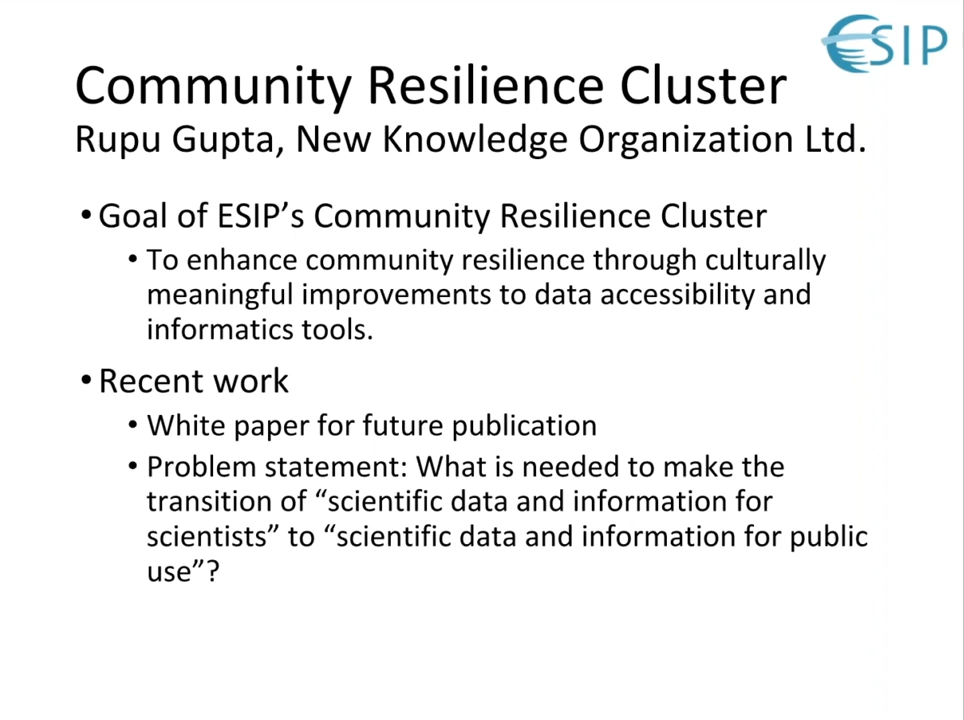 ESIP
Community Resilience Cluster
Rupu Gupta, New Knowledge Organization Ltd.
• Goal of ESIP’s Community Resilience Cluster
• To enhance community resilience through culturally
meaningful improvements to data accessibility and
informatics tools.
• Recent work
• White paper for future publication
• Problem statement: What is needed to make the
transition of “scientific data and information for
scientists” to “scientific data and information for public
use”?